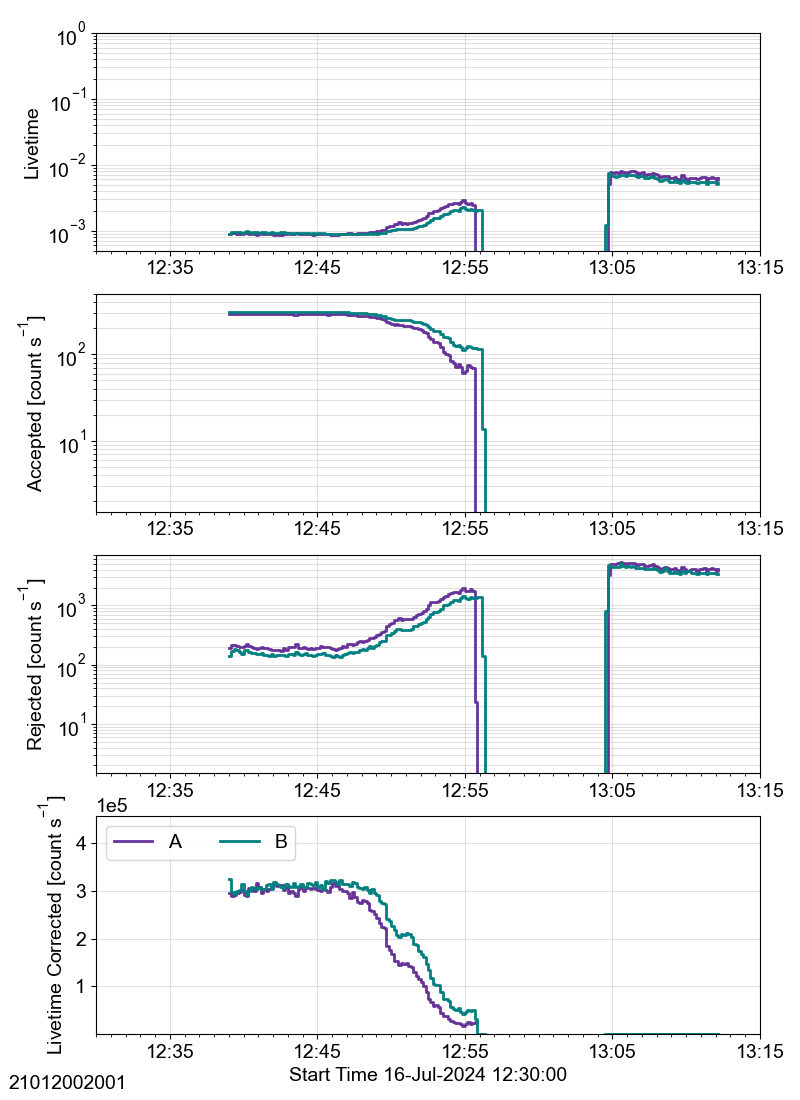 10^0
10^−1
10^−2
10^−3
Livetime
12:35 12:45 12:55 13:05 13:15
10^2
10^1
Accepted [count s^−1]
12:35 12:45 12:55 13:05 13:15
10^3
10^2
10^1
Rejected [count s^−1]
12:35 12:45 12:55 13:05 13:15
1e5
A B
4
3
2
1
Livetime Corrected [count s^−1]
12:35 12:45 12:55 13:05 13:15
Start Time 16-Jul-2024 12:30:00
21012002001